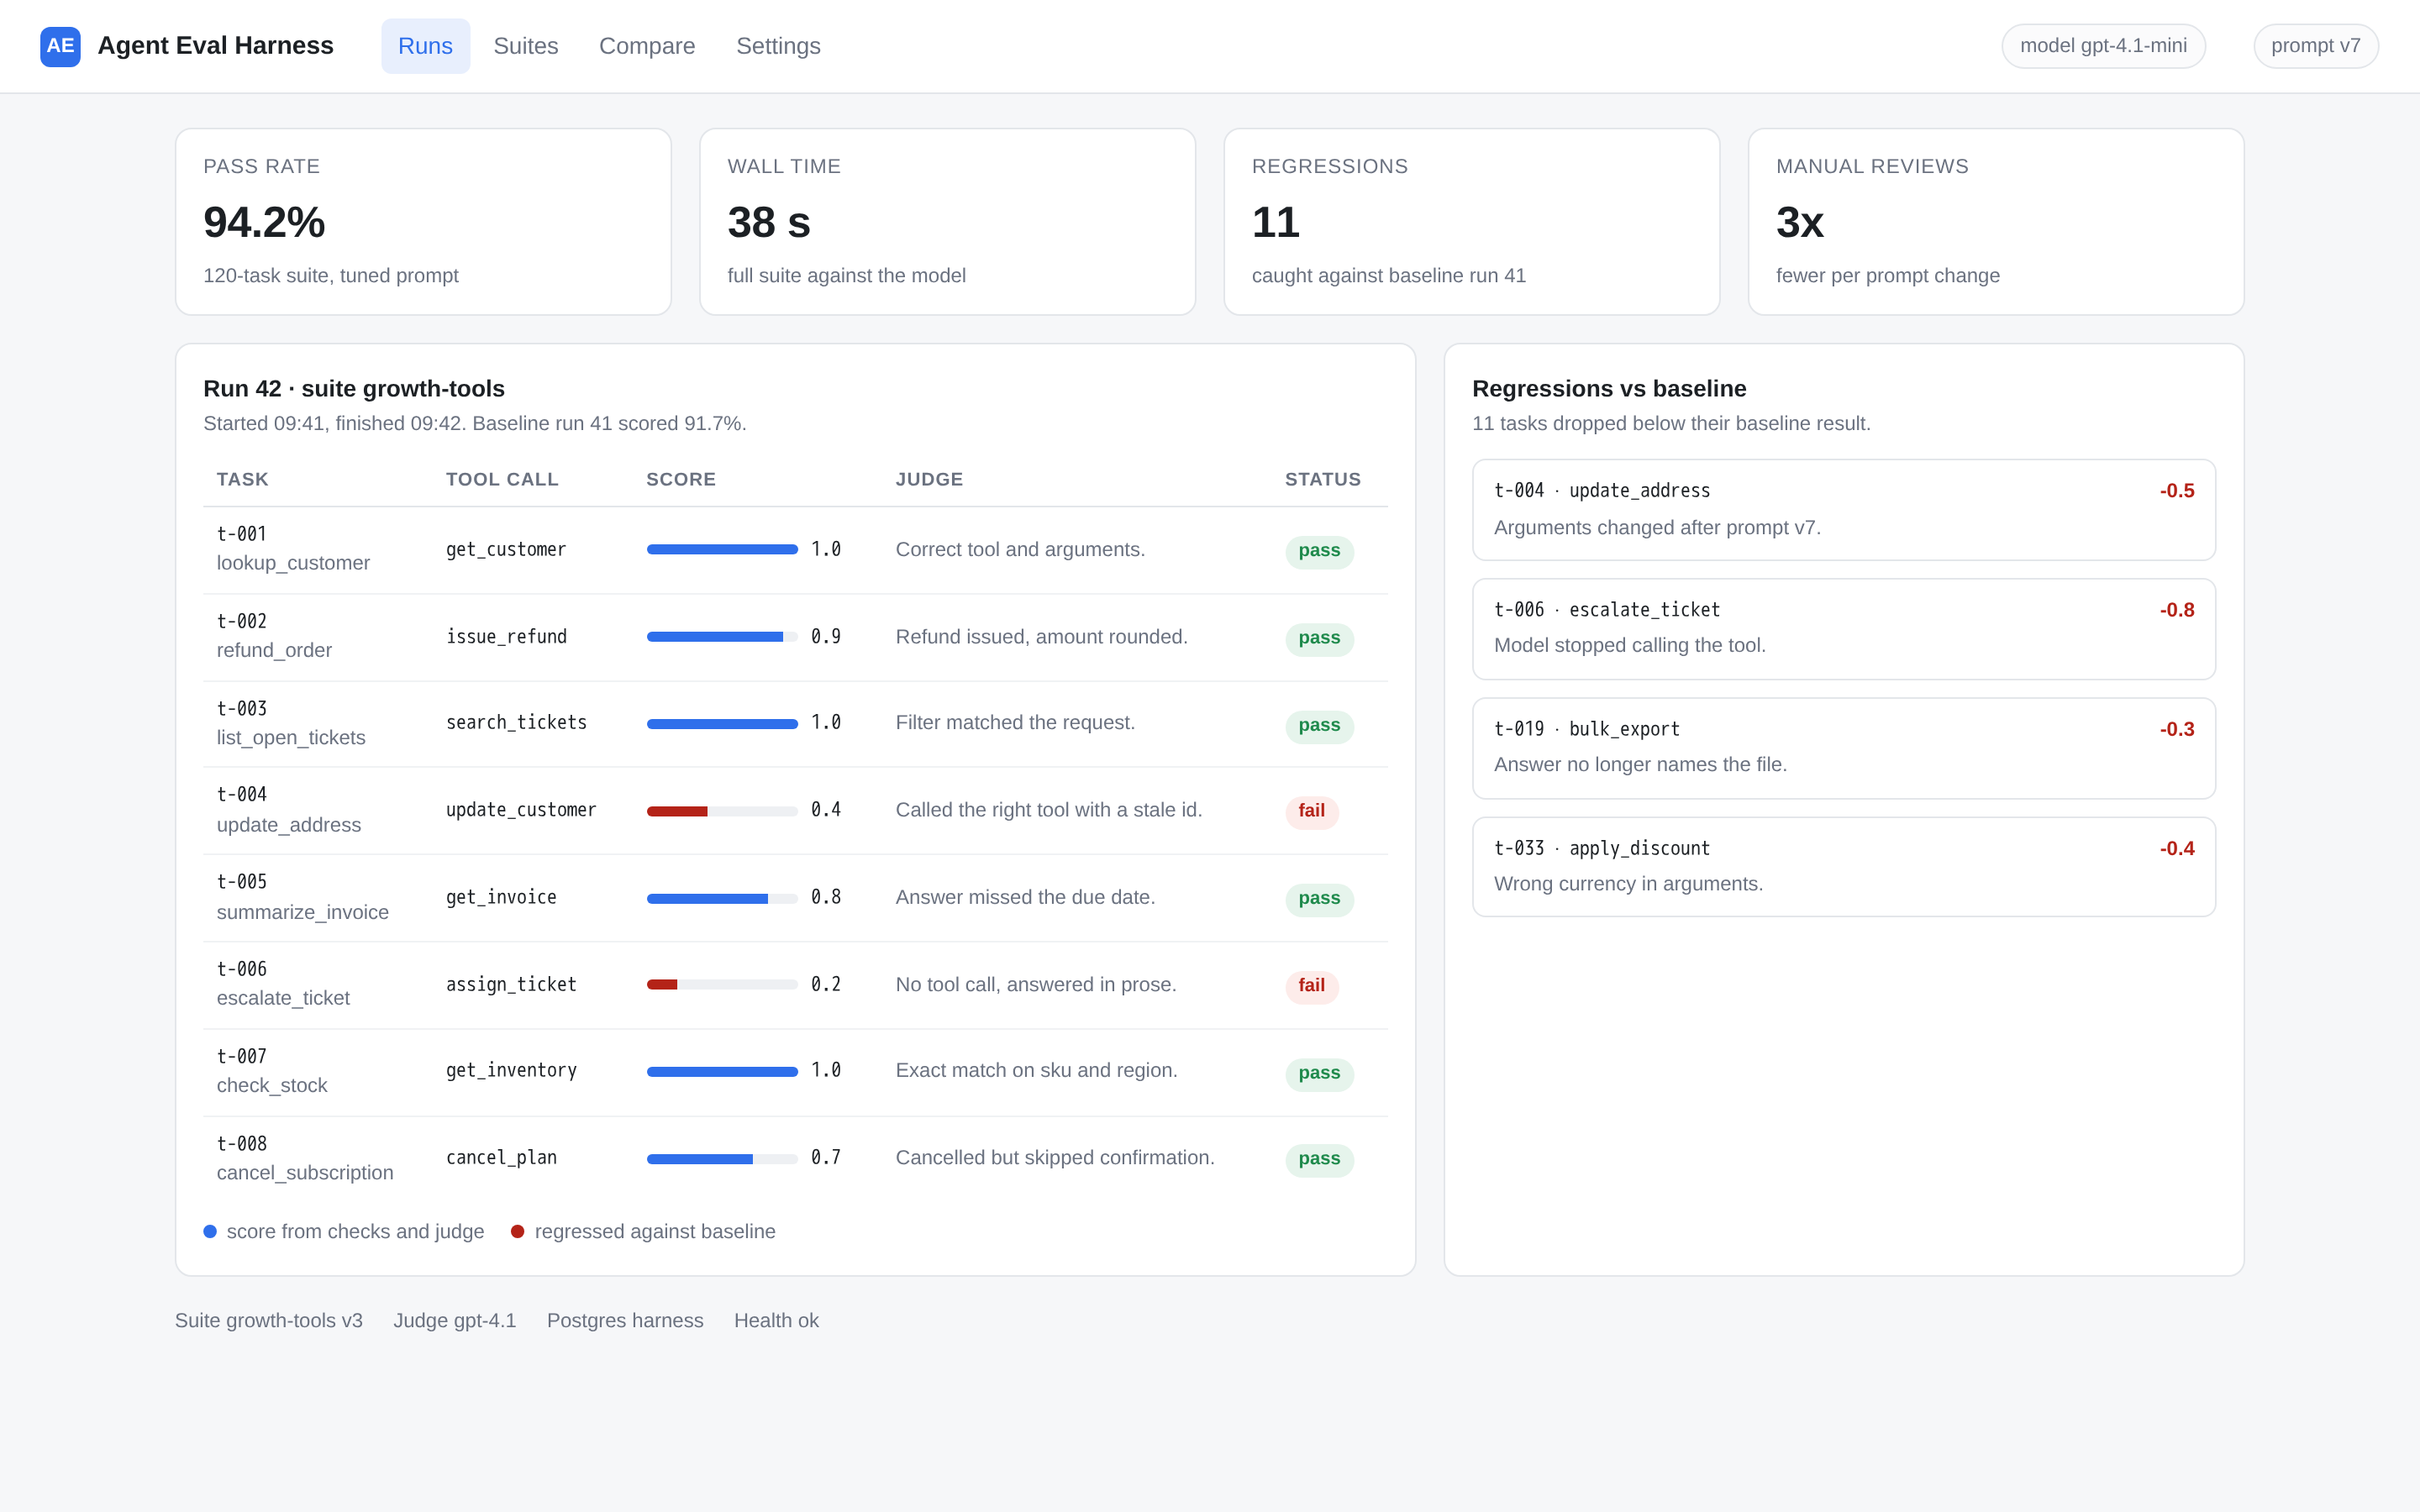 AE Agent Eval Harness Runs Suites Compare Settings model gpt-4.1-mini prompt v7
PASS RATE
94.2%
120-task suite, tuned prompt
WALL TIME
38 s
full suite against the model
REGRESSIONS
11
caught against baseline run 41
MANUAL REVIEWS
3x
fewer per prompt change
Run 42 · suite growth-tools
Started 09:41, finished 09:42. Baseline run 41 scored 91.7%.
TASK TOOL CALL SCORE JUDGE STATUS
t-001
lookup_customer
get_customer 1.0 Correct tool and arguments. pass
t-002
refund_order
issue_refund 0.9 Refund issued, amount rounded. pass
t-003
list_open_tickets
search_tickets 1.0 Filter matched the request. pass
t-004
update_address
update_customer 0.4 Called the right tool with a stale id. fail
t-005
summarize_invoice
get_invoice 0.8 Answer missed the due date. pass
t-006
escalate_ticket
assign_ticket 0.2 No tool call, answered in prose. fail
t-007
check_stock
get_inventory 1.0 Exact match on sku and region. pass
t-008
cancel_subscription
cancel_plan 0.7 Cancelled but skipped confirmation. pass
score from checks and judge regressed against baseline
Regressions vs baseline
11 tasks dropped below their baseline result.
t-004 · update_address -0.5
Arguments changed after prompt v7.
t-006 · escalate_ticket -0.8
Model stopped calling the tool.
t-019 · bulk_export -0.3
Answer no longer names the file.
t-033 · apply_discount -0.4
Wrong currency in arguments.
Suite growth-tools v3 Judge gpt-4.1 Postgres harness Health ok